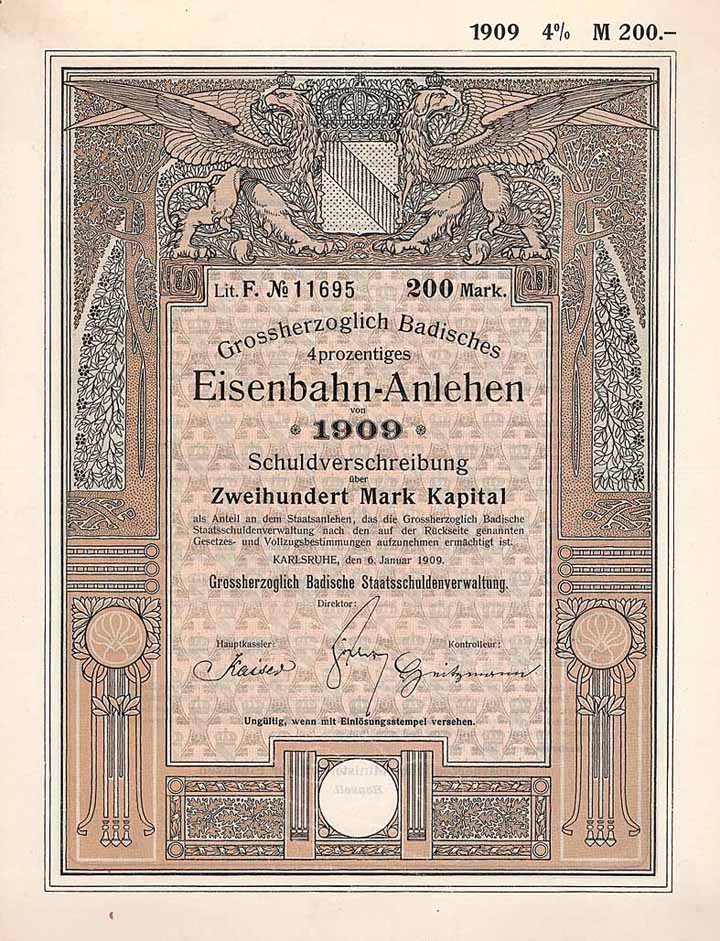 1909 4% M 200.–
Lit. F. № 11695 200 Mark.
Grossherzoglich Badisches
4prozentiges
Eisenbahn-Anlehen
von
1909
Schuldverschreibung
über
Zweihundert Mark Kapital
als Anteil an dem Staatsanlehen, das die Grossherzoglich Badische
Staatsschuldenverwaltung nach den auf der Rückseite genannten
Gesetzes- und Vollzugsbestimmungen aufzunehmen ermächtigt ist.
KARLSRUHE, den 6. Januar 1909.
Grossherzoglich Badische Staatsschuldenverwaltung.
Direktor:
Hauptkassier: Kontrolleur:
Kaiser
Ungültig, wenn mit Einlösungsstempel versehen.